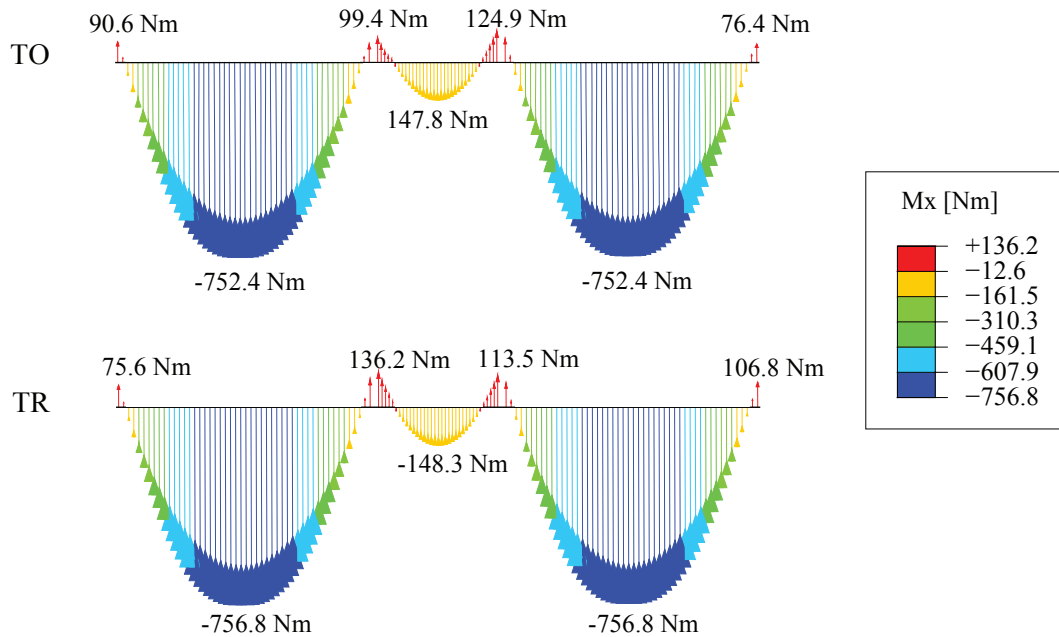 90.6 Nm
99.4 Nm
124.9 Nm
76.4 Nm
TO
147.8 Nm
-752.4 Nm
-752.4 Nm
Mx [Nm]
+136.2
−12.6
−161.5
−310.3
−459.1
−607.9
−756.8
75.6 Nm
136.2 Nm
113.5 Nm
106.8 Nm
TR
-148.3 Nm
-756.8 Nm
-756.8 Nm